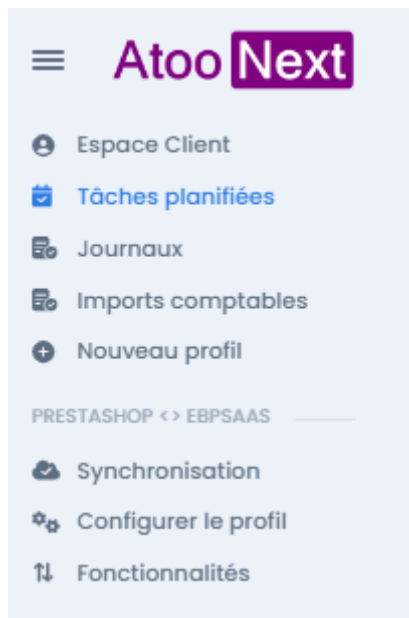 Atoo Next
Espace Client
Tâches planifiées
Journaux
Imports comptables
Nouveau profil
PRESTASHOP <> EBPSAAS
Synchronisation
Configurer le profil
Fonctionnalités